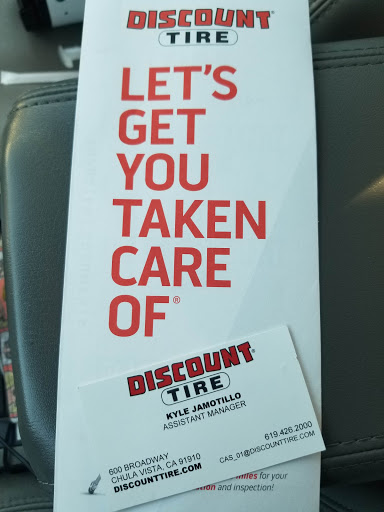 DISCOUNT®
TIRE
LET'S
GET
YOU
TAKEN
CARE
OF®
DISCOUNT®
TIRE
KYLE JAMOTILLO
ASSISTANT MANAGER
600 BROADWAY
CHULA VISTA, CA 91910
DISCOUNTTIRE.COM
619.426.2000
CAS_01@DISCOUNTTIRE.COM
miles for your
and inspection!